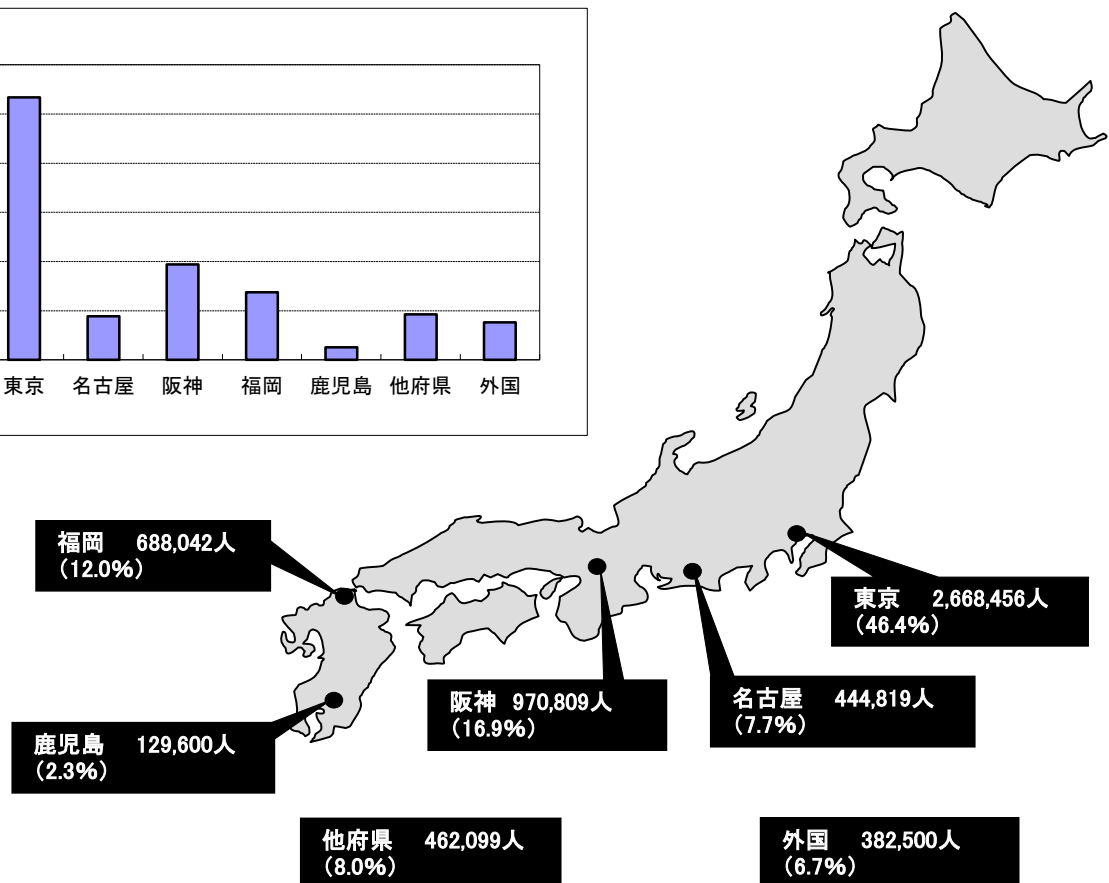 東京 名古屋 阪神 福岡 鹿児島 他府県 外国
福岡 688,042人
(12.0%)
東京 2,668,456人
(46.4%)
阪神 970,809人
(16.9%)
名古屋 444,819人
(7.7%)
鹿児島 129,600人
(2.3%)
他府県 462,099人
(8.0%)
外国 382,500人
(6.7%)